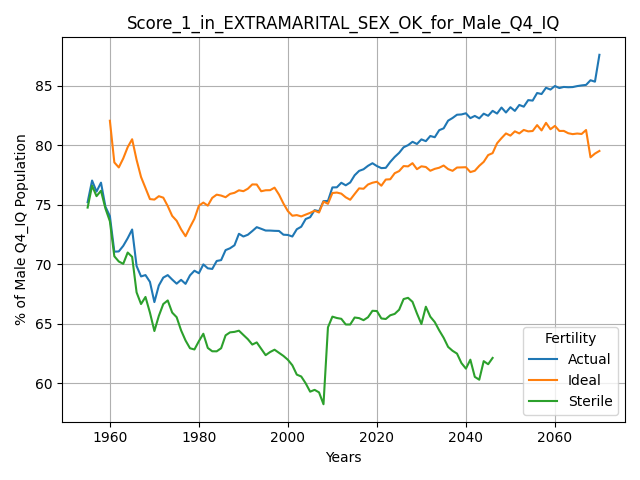 Score_1_in_EXTRAMARITAL_SEX_OK_for_Male_Q4_IQ
% of Male Q4_IQ Population
85
80
75
70
65
60
1960
1980
2000
2020
2040
2060
Years
Fertility
Actual
Ideal
Sterile